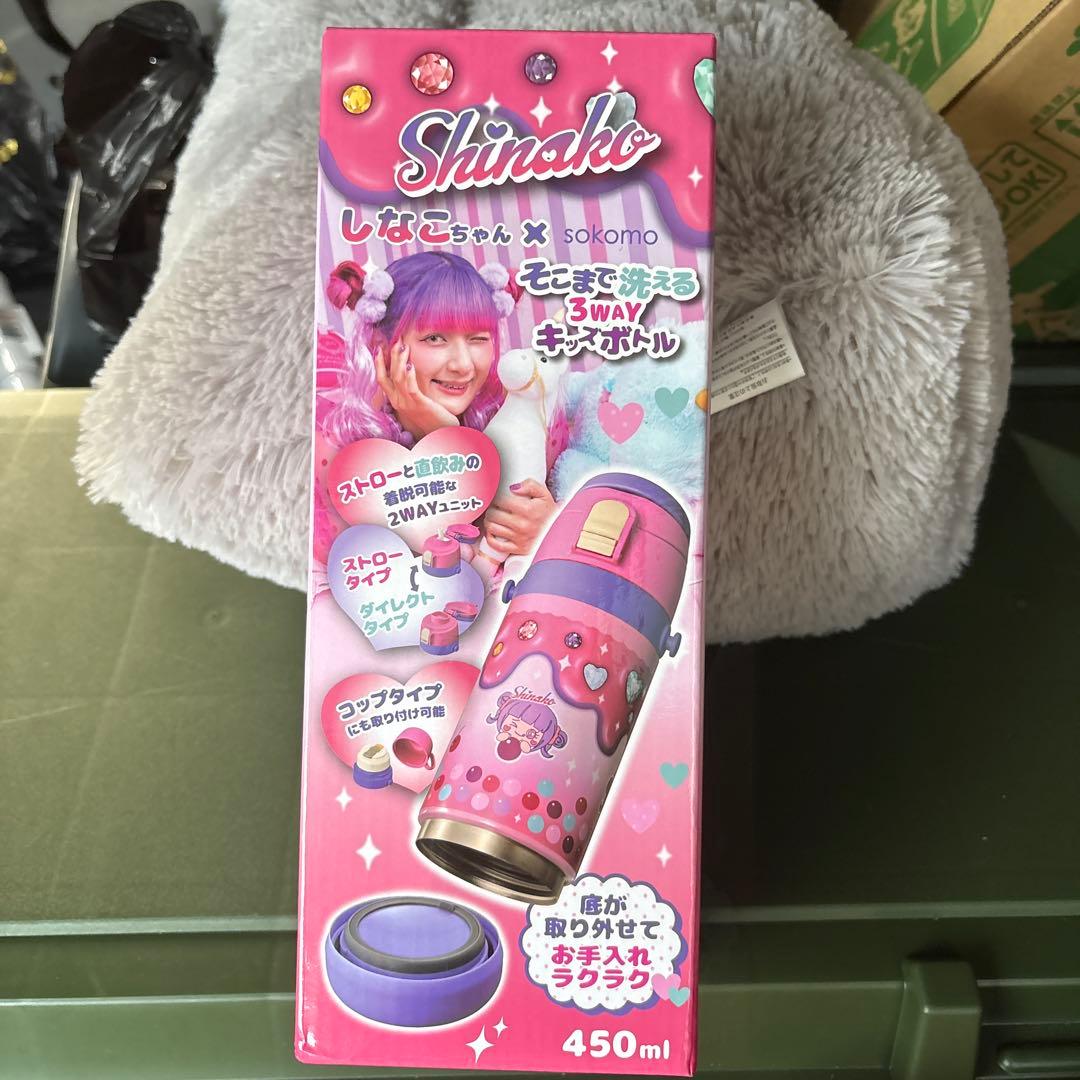 Shinako
しなこちゃん × sokomo
そこまで洗える
3WAY
キッズボトル
ストローと直飲みの
着脱可能な
2WAYユニット
ストロー
タイプ
ダイレクト
タイプ
コップタイプ
にも取り付け可能
Shinako
底が
取り外せて
お手入れ
ラクラク
450ml